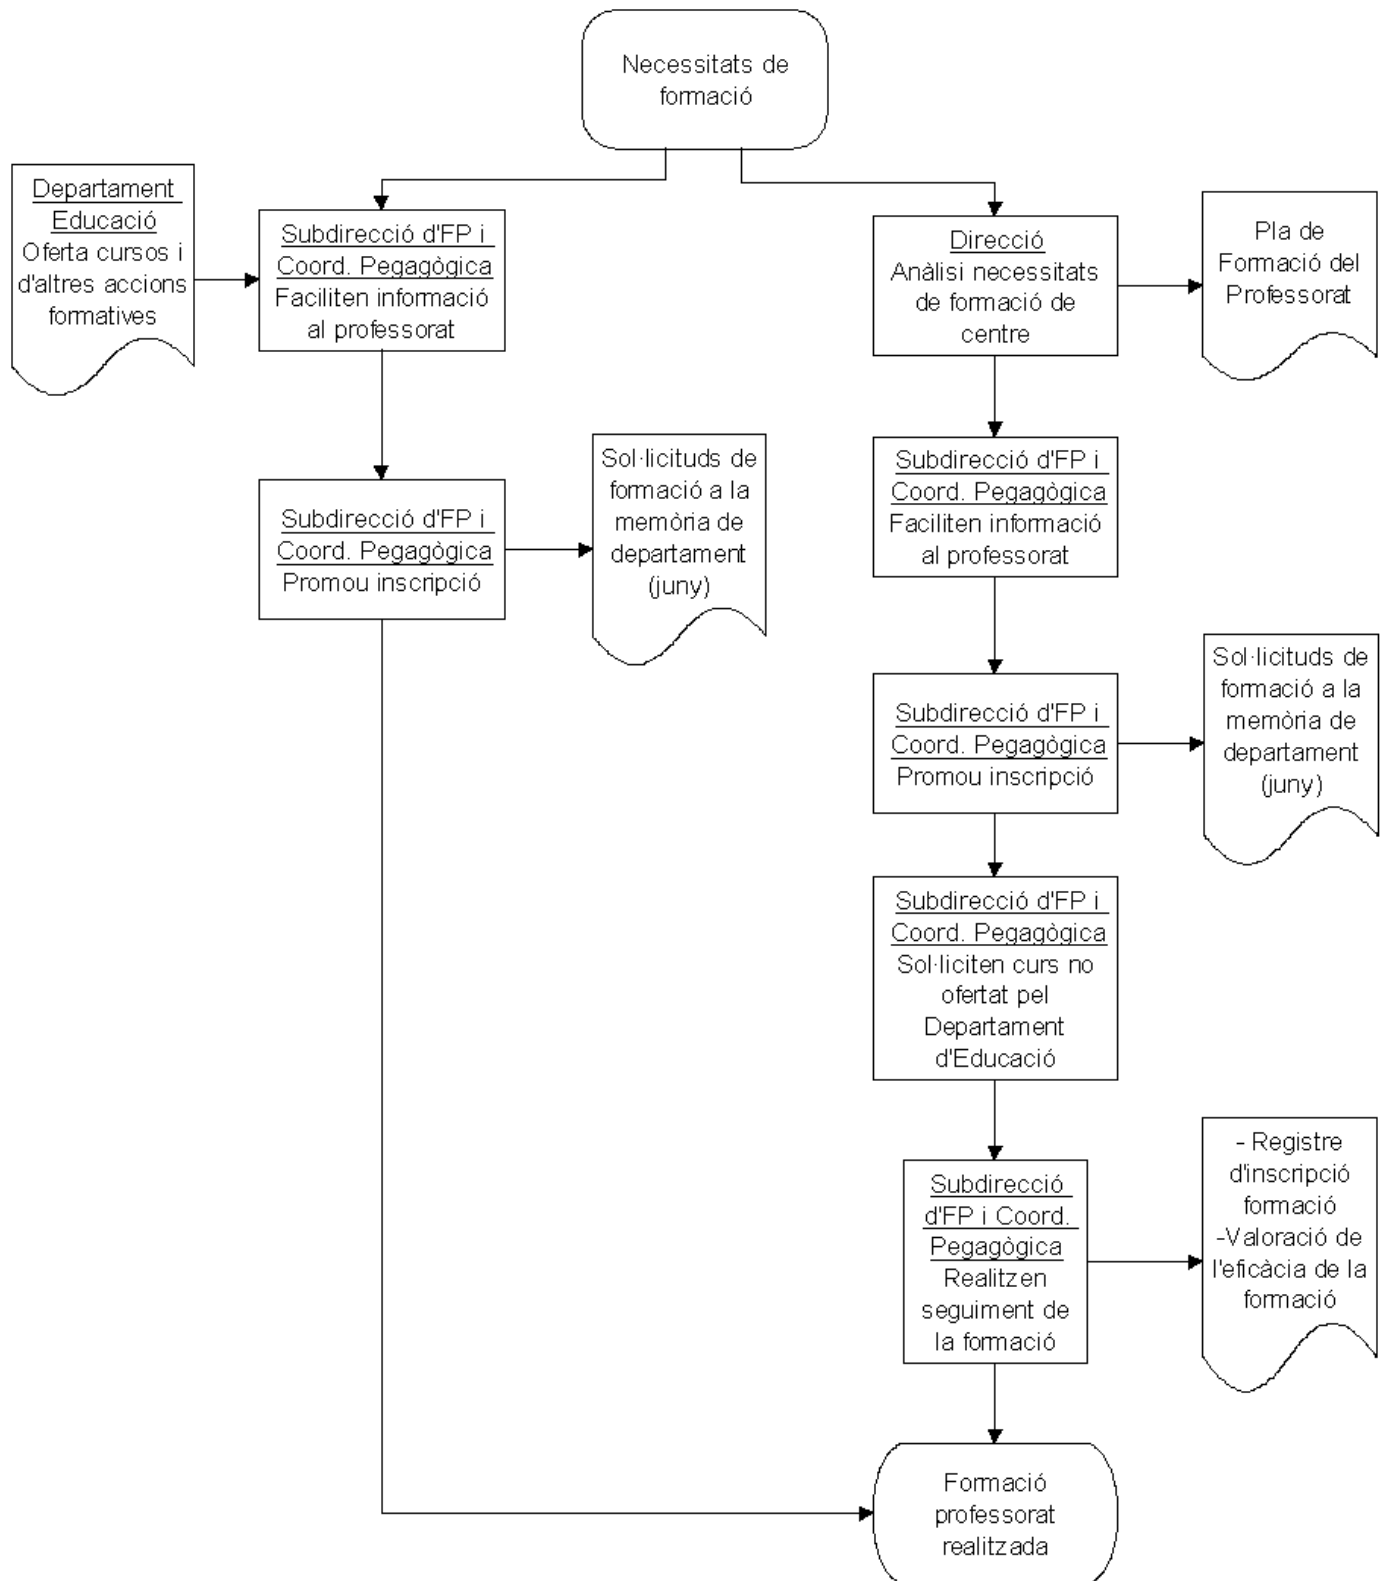 Necessitats de
formació
Departament
Educació
Oferta cursos i
d'altres accions
formatives
Subdirecció d'FP i
Coord. Pegagògica
Faciliten informació
al professorat
Direcció
Anàlisi necessitats
de formació de
centre
Pla de
Formació del
Professorat
Subdirecció d'FP i
Coord. Pegagògica
Promou inscripció
Sol·licituds de
formació a la
memòria de
departament
(juny)
Subdirecció d'FP i
Coord. Pegagògica
Faciliten informació
al professorat
Subdirecció d'FP i
Coord. Pegagògica
Promou inscripció
Sol·licituds de
formació a la
memòria de
departament
(juny)
Subdirecció d'FP i
Coord. Pegagògica
Sol·liciten curs no
ofertat pel
Departament
d'Educació
Subdirecció
d'FP i Coord.
Pegagògica
Realitzen
seguiment de
la formació
- Registre
d'inscripció
formació
-Valoració de
l'eficàcia de la
formació
Formació
professorat
realitzada